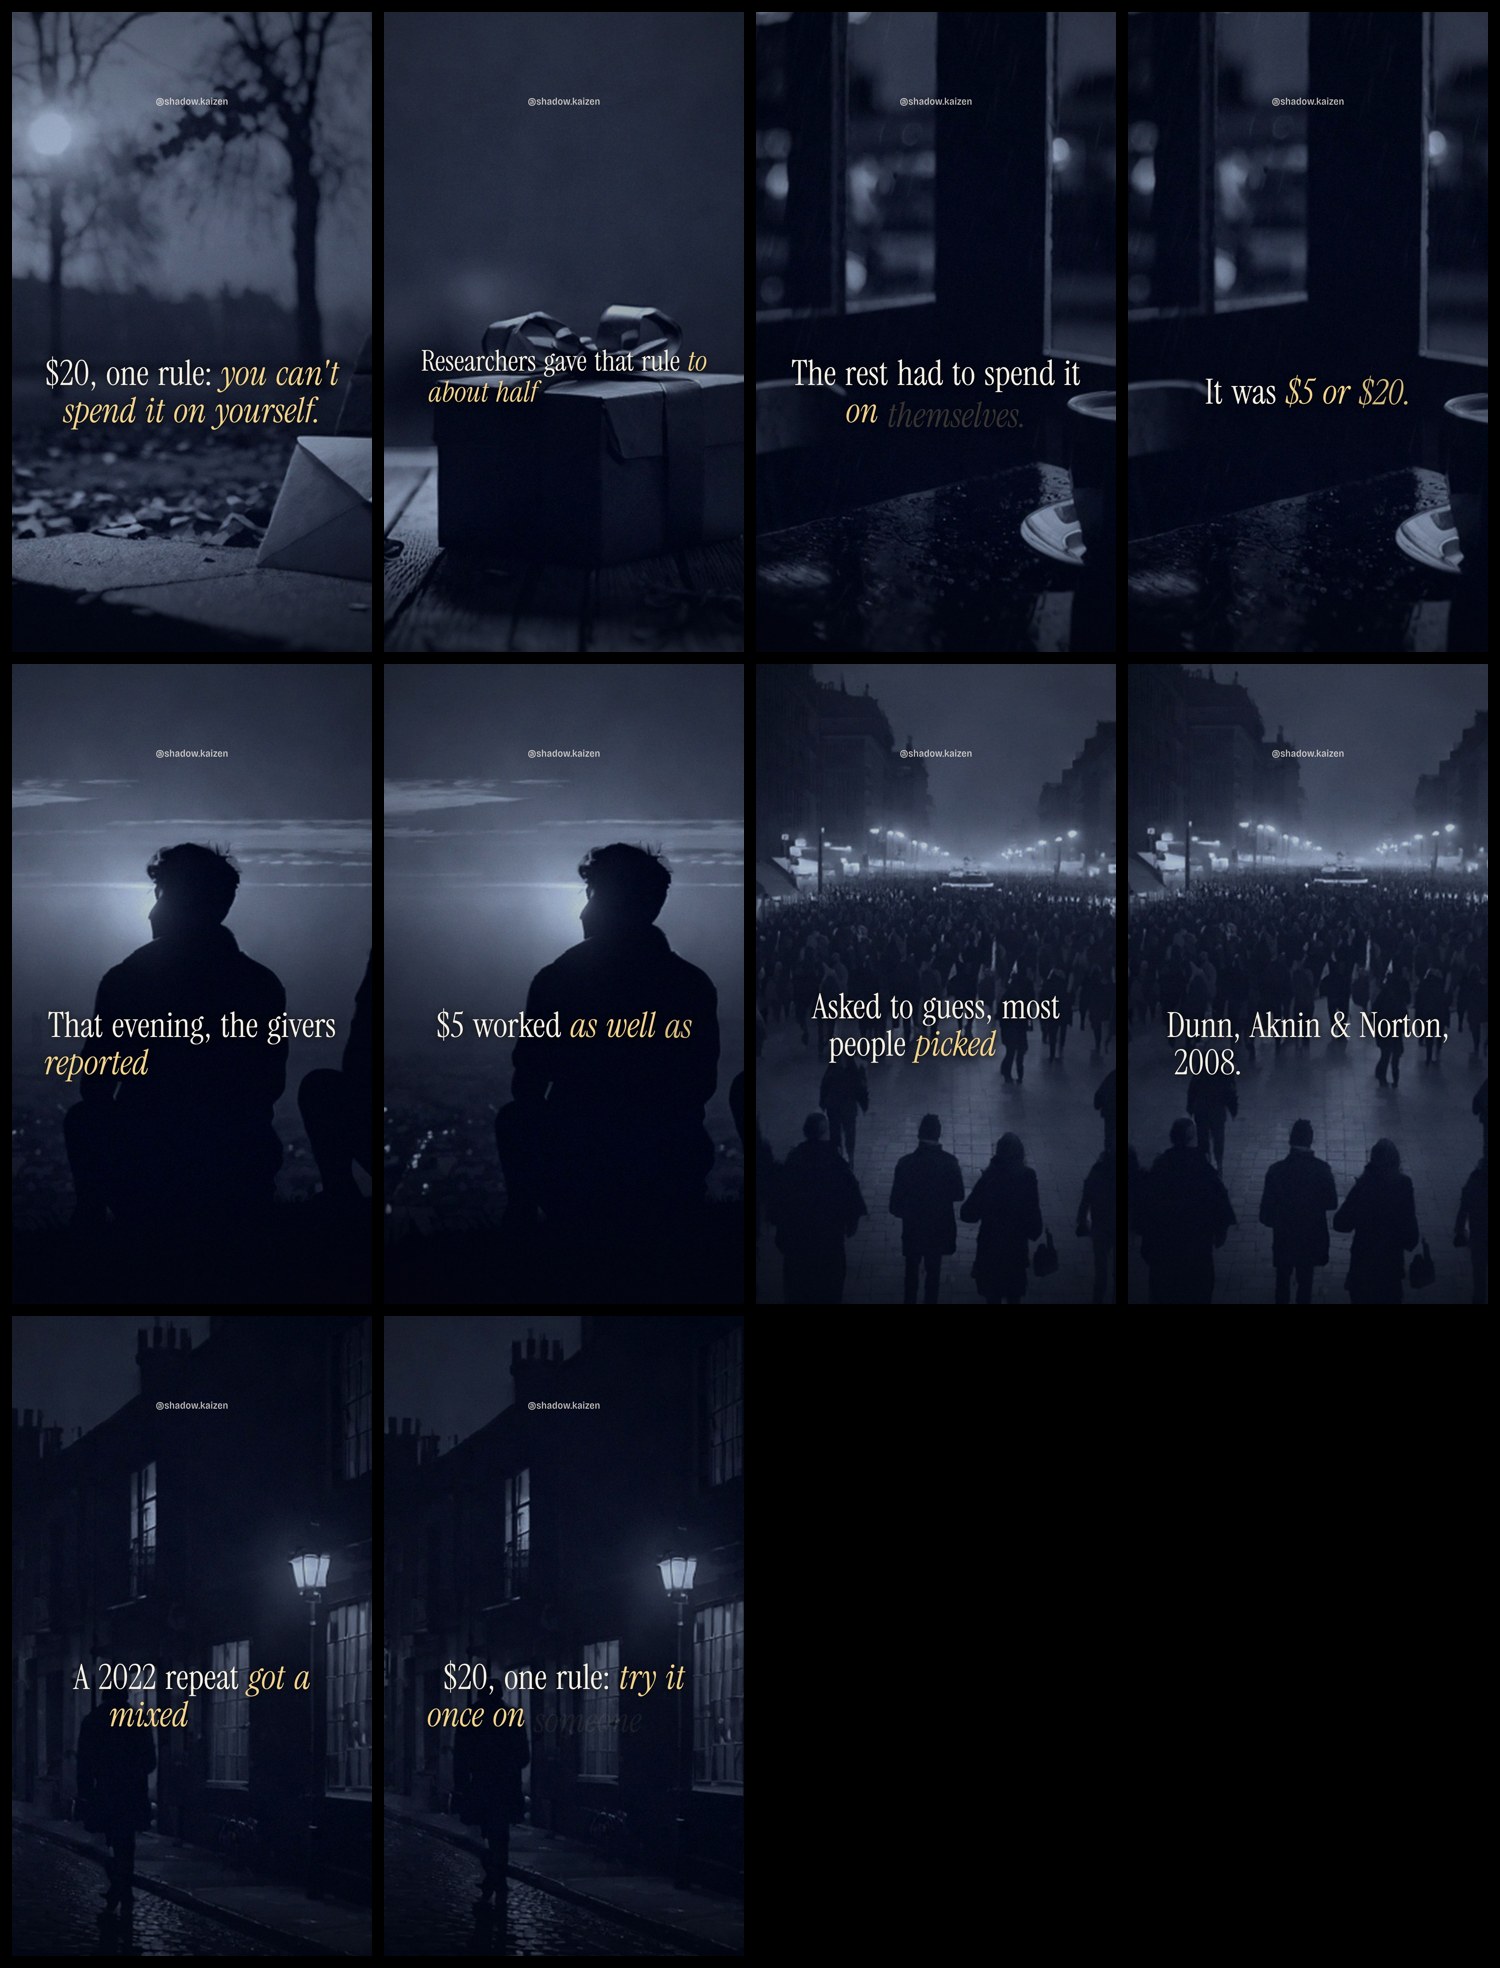 @shadow.kaizen
$20, one rule: you can't
spend it on yourself.
@shadow.kaizen
Researchers gave that rule to
about half
@shadow.kaizen
The rest had to spend it
on themselves.
@shadow.kaizen
It was $5 or $20.
@shadow.kaizen
That evening, the givers
reported
@shadow.kaizen
$5 worked as well as
@shadow.kaizen
Asked to guess, most
people picked
@shadow.kaizen
Dunn, Aknin & Norton,
2008.
@shadow.kaizen
A 2022 repeat got a
mixed
@shadow.kaizen
$20, one rule: try it
once on someone